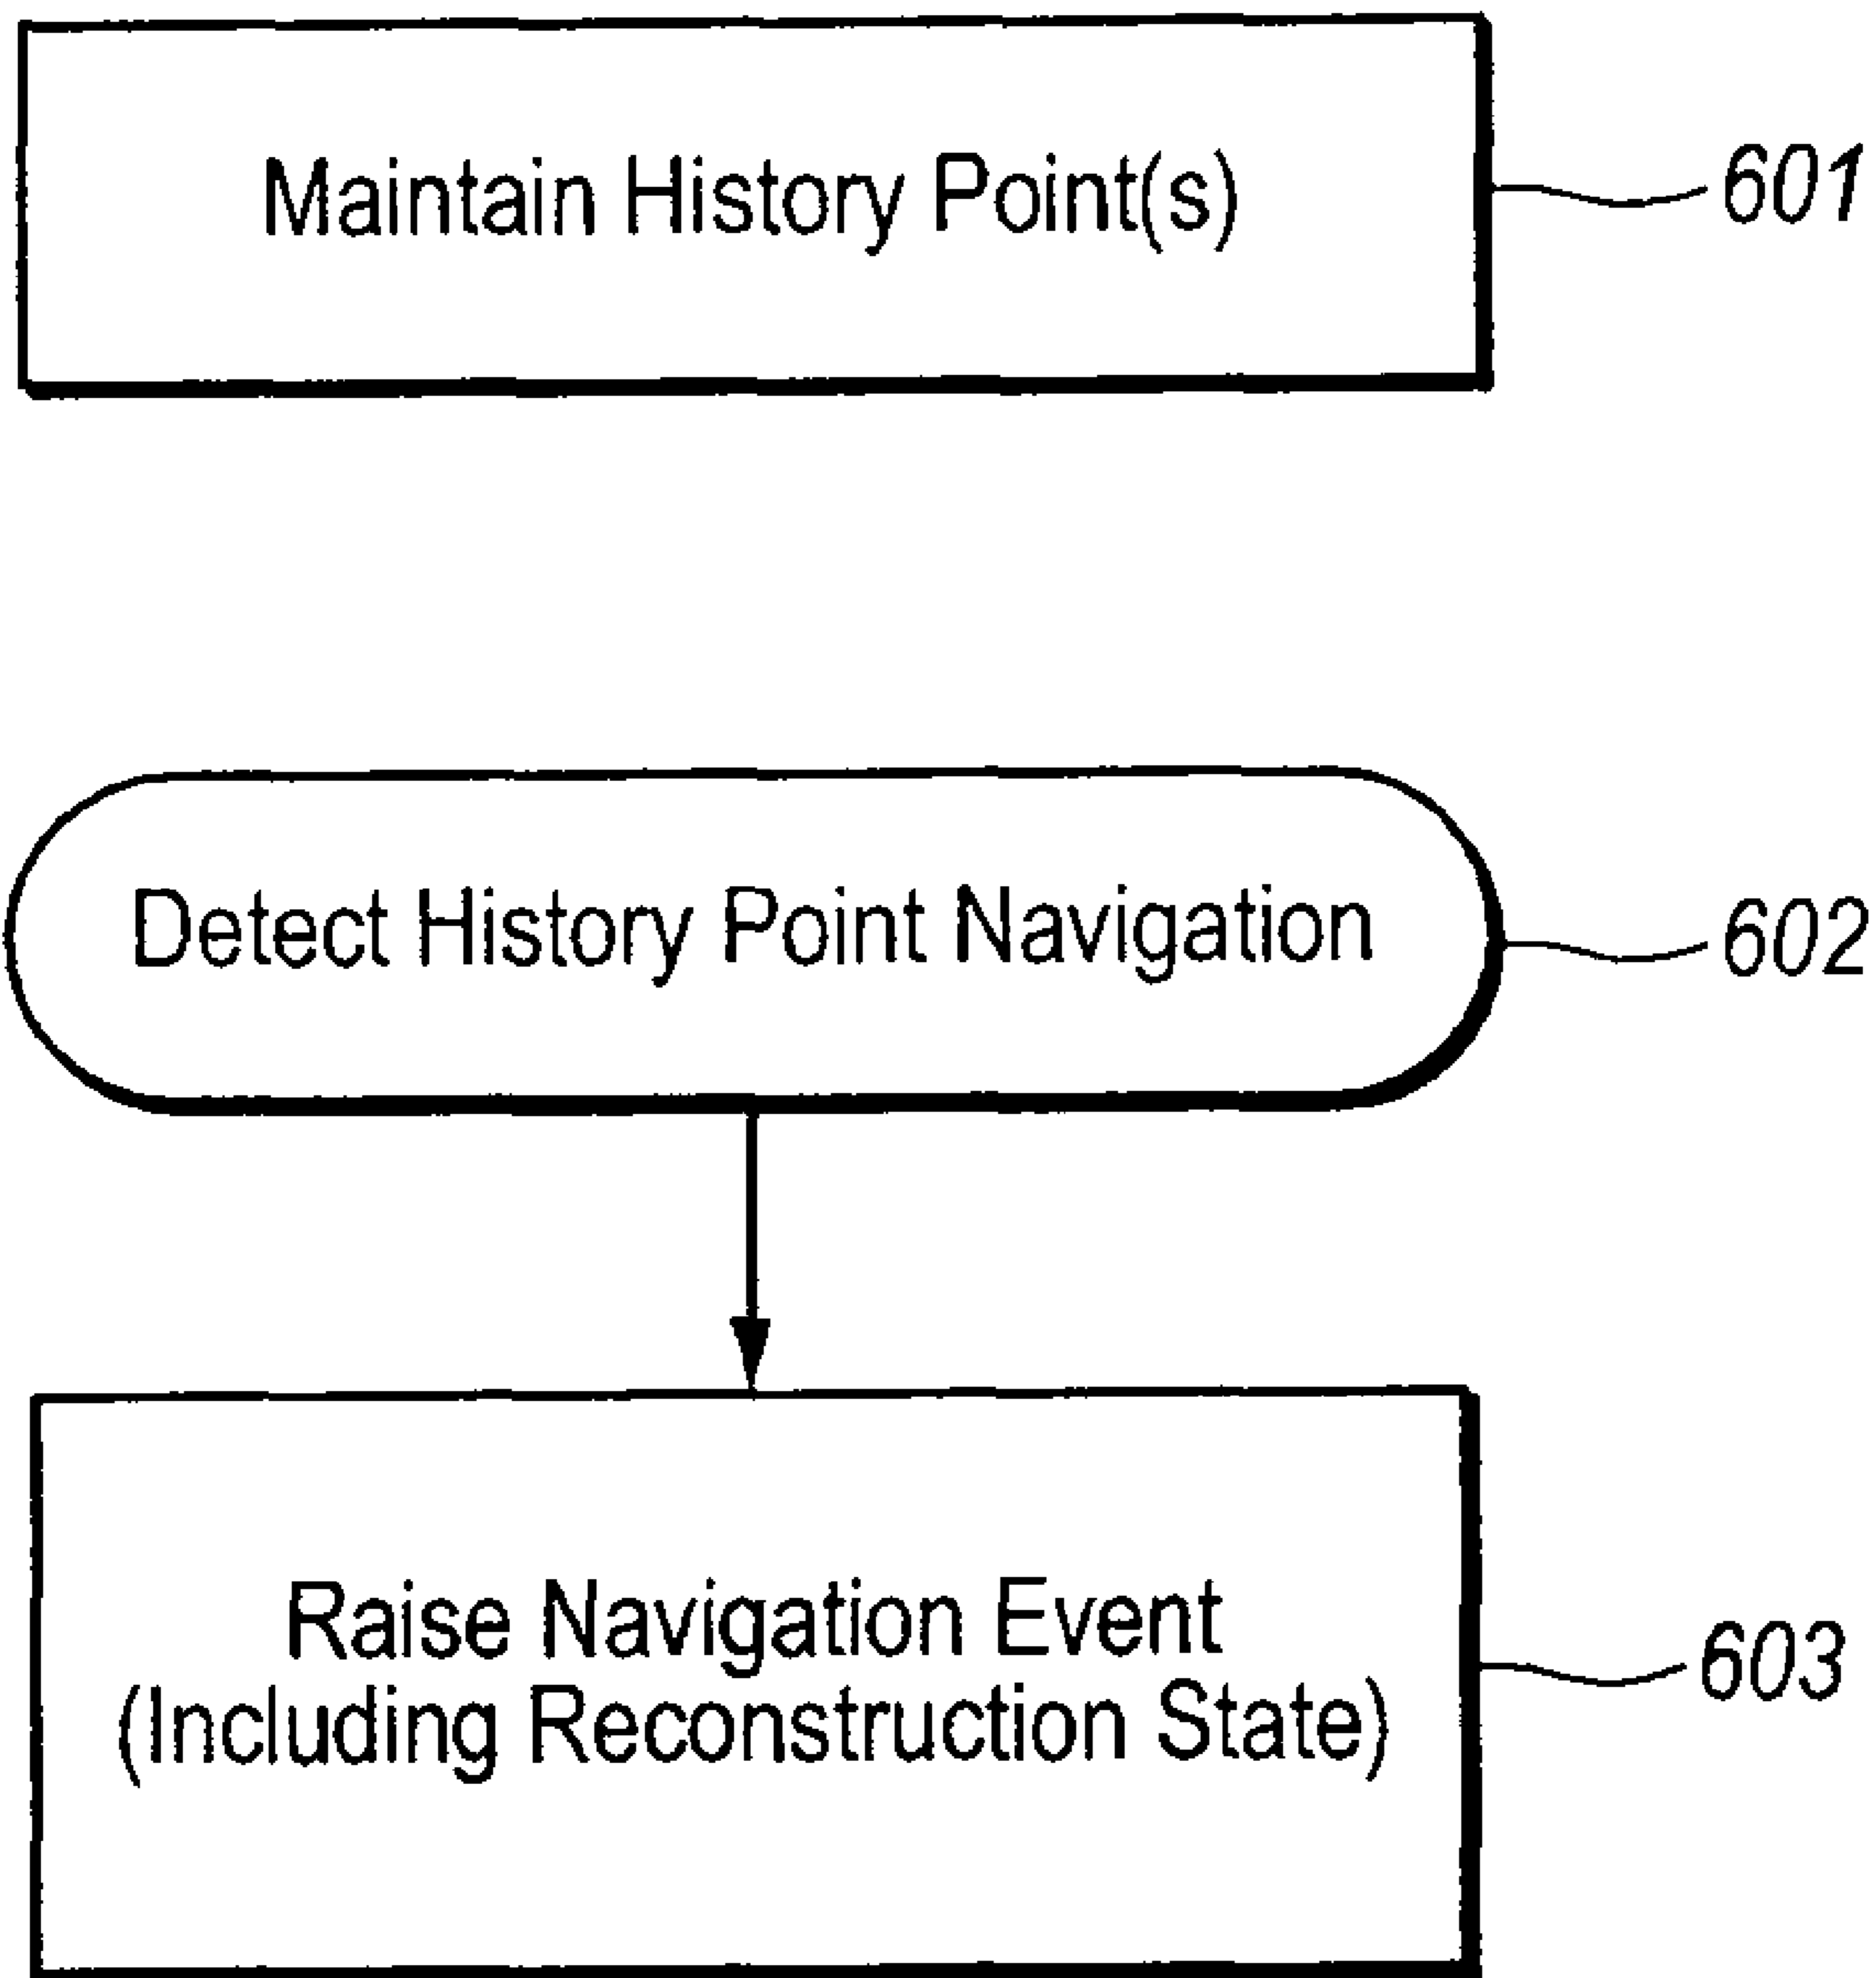 Maintain History Point(s)
601
Detect History Point Navigation
602
Raise Navigation Event
(Including Reconstruction State)
603